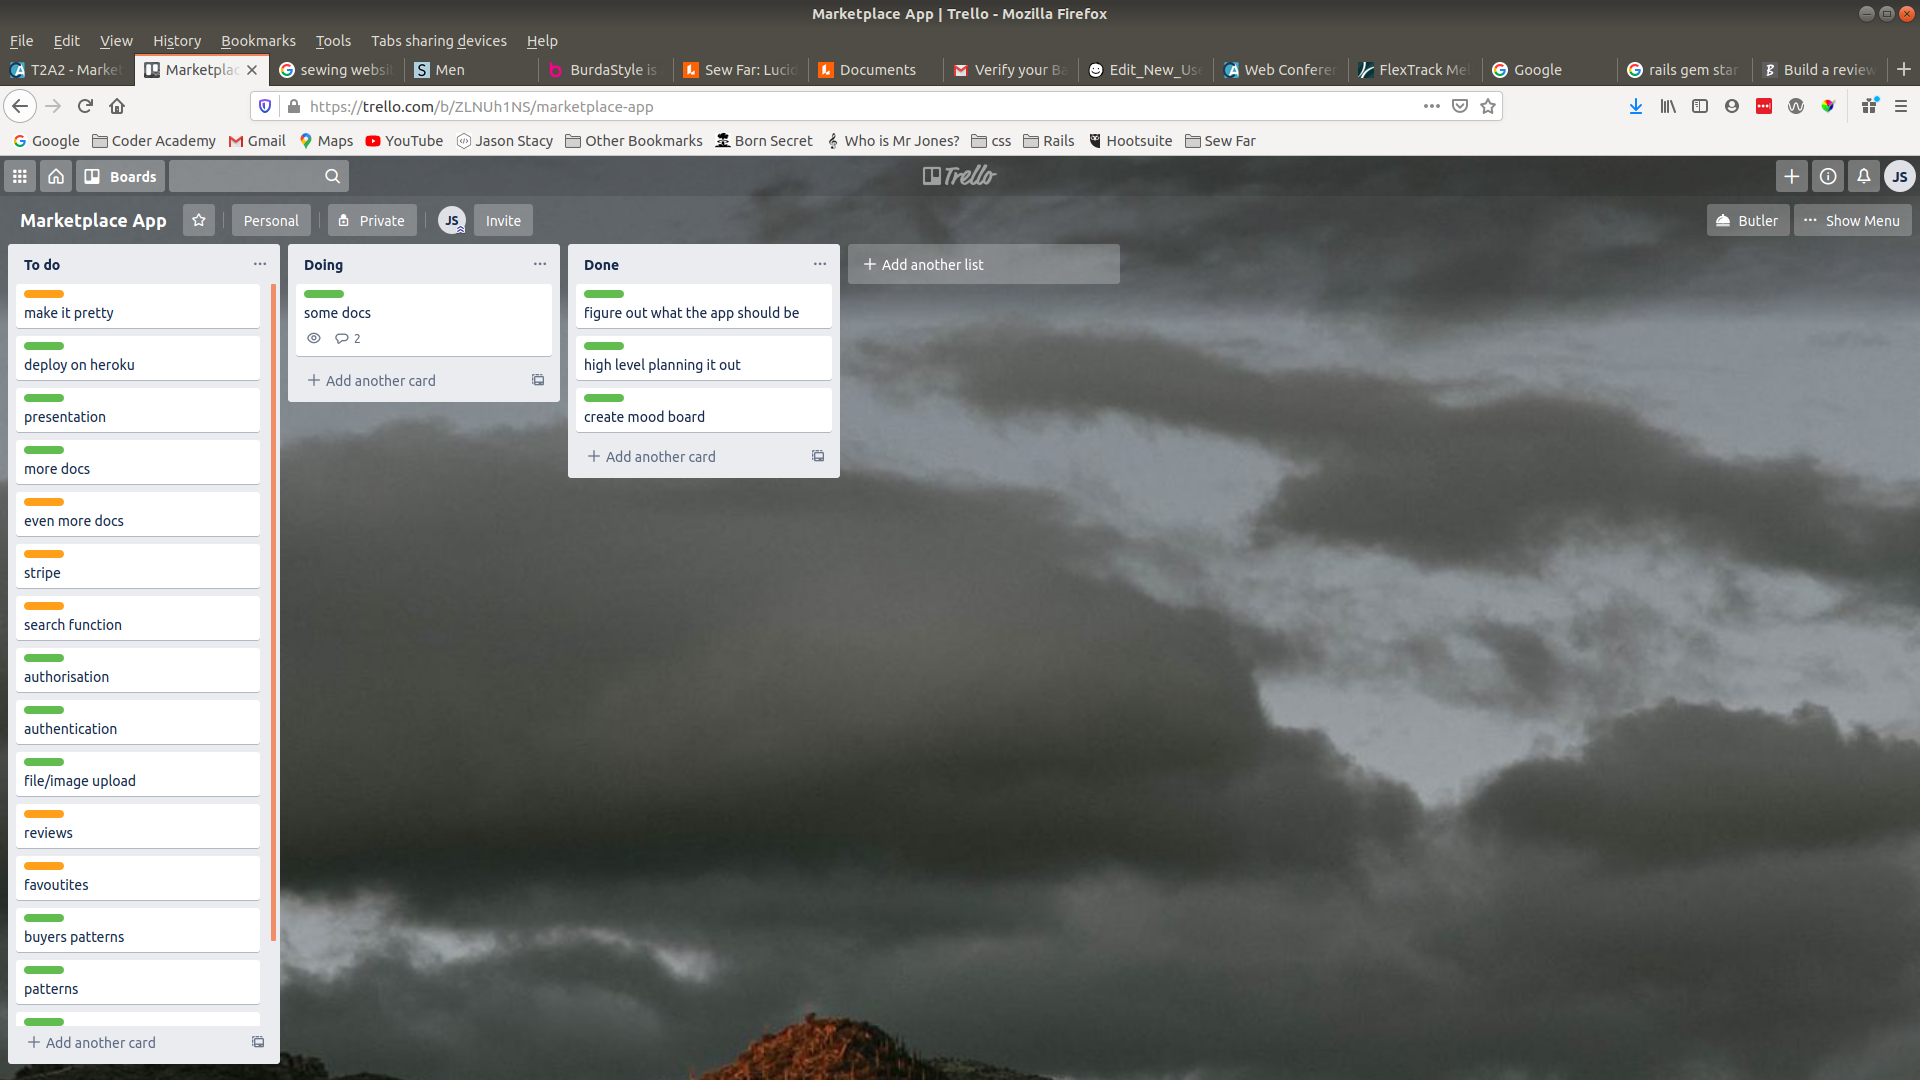 Marketplace App | Trello - Mozilla Firefox
File Edit View History Bookmarks Tools Tabs sharing devices Help
T2A2 - Market Marketplac sewing websi Men BurdaStyle is Sew Far: Lucid Documents Verify your Ba Edit_New_Use Web Conferen FlexTrack Mel Google rails gem star Build a review
https://trello.com/b/ZLNUh1NS/marketplace-app
Google Coder Academy Gmail Maps YouTube Jason Stacy Other Bookmarks Born Secret Who is Mr Jones? css Rails Hootsuite Sew Far
Boards Trello JS
Marketplace App Personal Private JS Invite Butler Show Menu
To do
make it pretty
deploy on heroku
presentation
more docs
even more docs
stripe
search function
authorisation
authentication
file/image upload
reviews
favoutites
buyers patterns
patterns
Add another card
Doing
some docs
2
Add another card
Done
figure out what the app should be
high level planning it out
create mood board
Add another card
Add another list